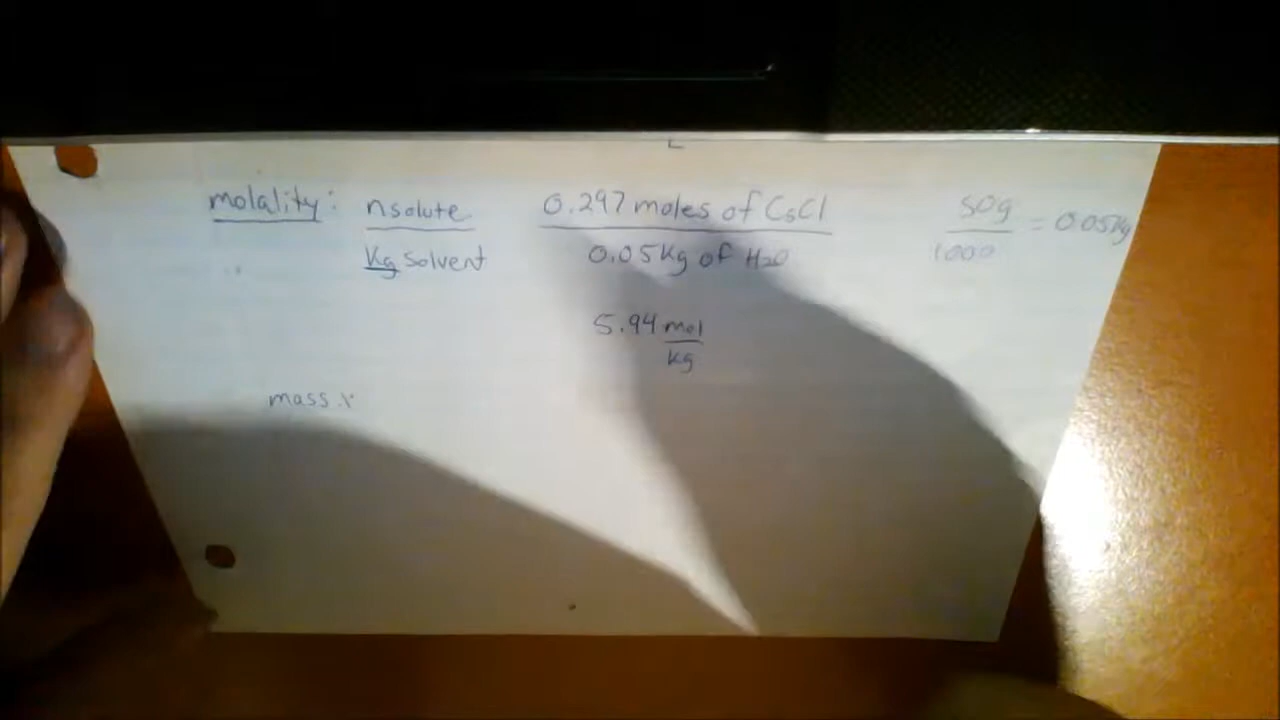 molality: nsolute 0.297 moles of CsCl 50g = 0.05Kg
Kg solvent 0.05Kg of H2O 1000
5.94 mol
kg
mass %